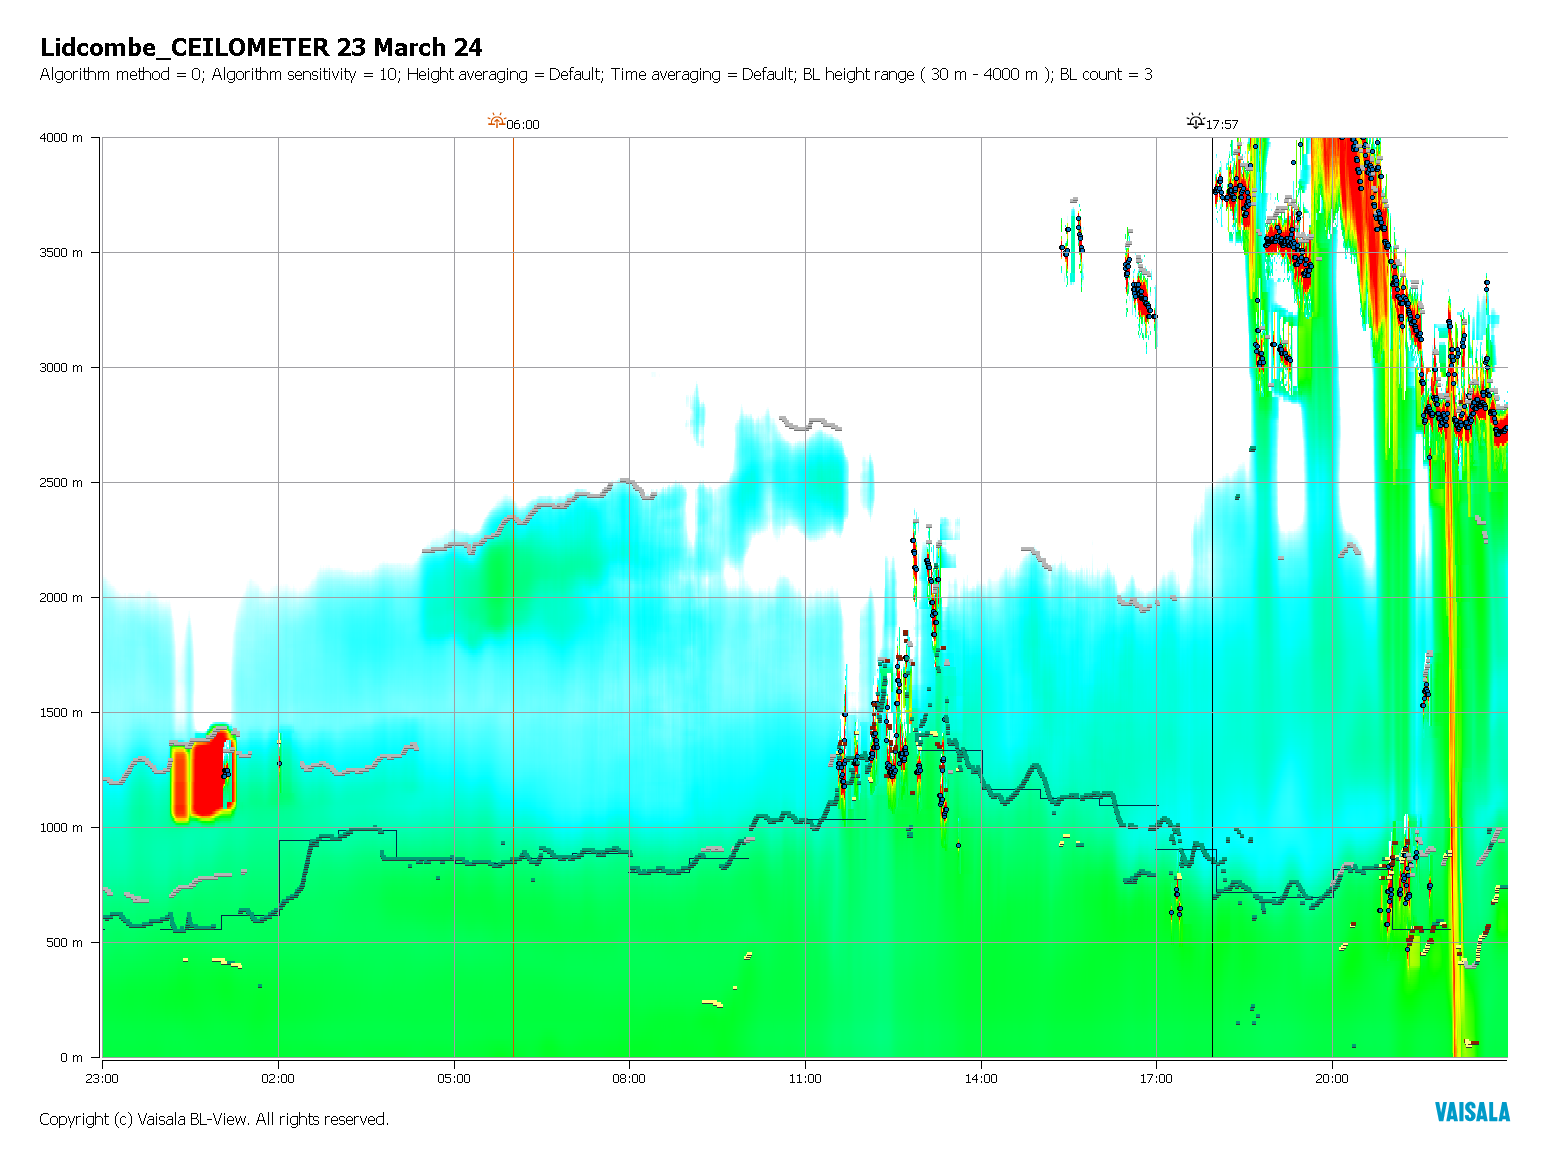 Lidcombe_CEILOMETER 23 March 24
Algorithm method = 0; Algorithm sensitivity = 10; Height averaging = Default; Time averaging = Default; BL height range ( 30 m - 4000 m ); BL count = 3
06:00
17:57
4000 m
3500 m
3000 m
2500 m
2000 m
1500 m
1000 m
500 m
0 m
23:00
02:00
05:00
08:00
11:00
14:00
17:00
20:00
Copyright (c) Vaisala BL-View. All rights reserved.
VAISALA